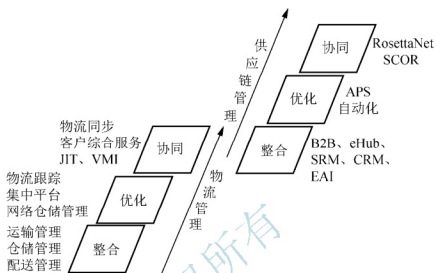 供应链管理
协同
RosettaNet
SCOR
优化
APS
自动化
整合
B2B、eHub、
SRM、CRM、
EAI
物流同步
客户综合服务
JIT、VMI
协同
物流管理
物流跟踪
集中平台
网络仓储管理
优化
运输管理
仓储管理
配送管理
整合
所有